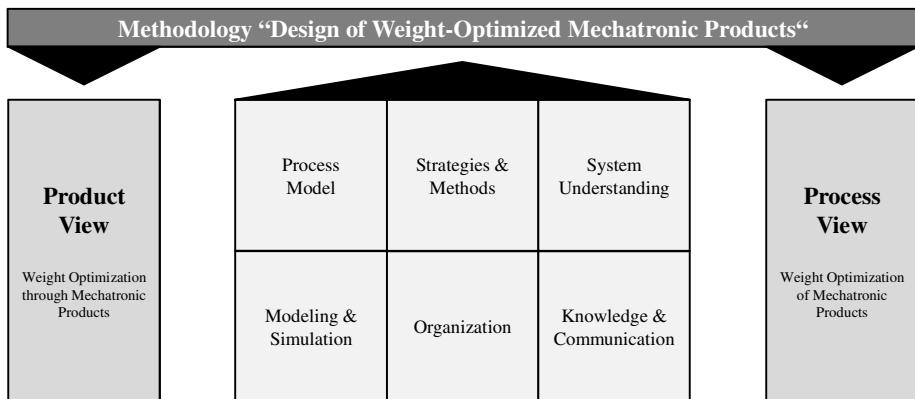 Methodology “Design of Weight-Optimized Mechatronic Products“
Product
View
Weight Optimization
through Mechatronic
Products
Process
Model
Strategies &
Methods
System
Understanding
Modeling &
Simulation
Organization
Knowledge &
Communication
Process
View
Weight Optimization
of Mechatronic
Products